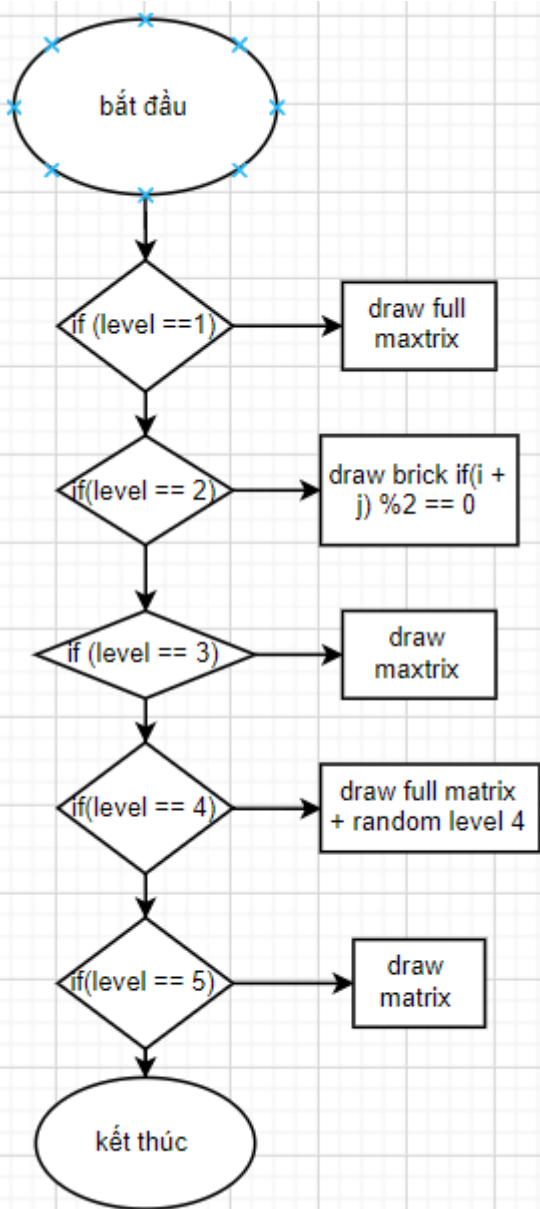 bắt đầu
if (level ==1)
draw full
maxtrix
if(level == 2)
draw brick if(i +
j) %2 == 0
if (level == 3)
draw
maxtrix
if(level == 4)
draw full matrix
+ random level 4
if(level == 5)
draw
matrix
kết thúc